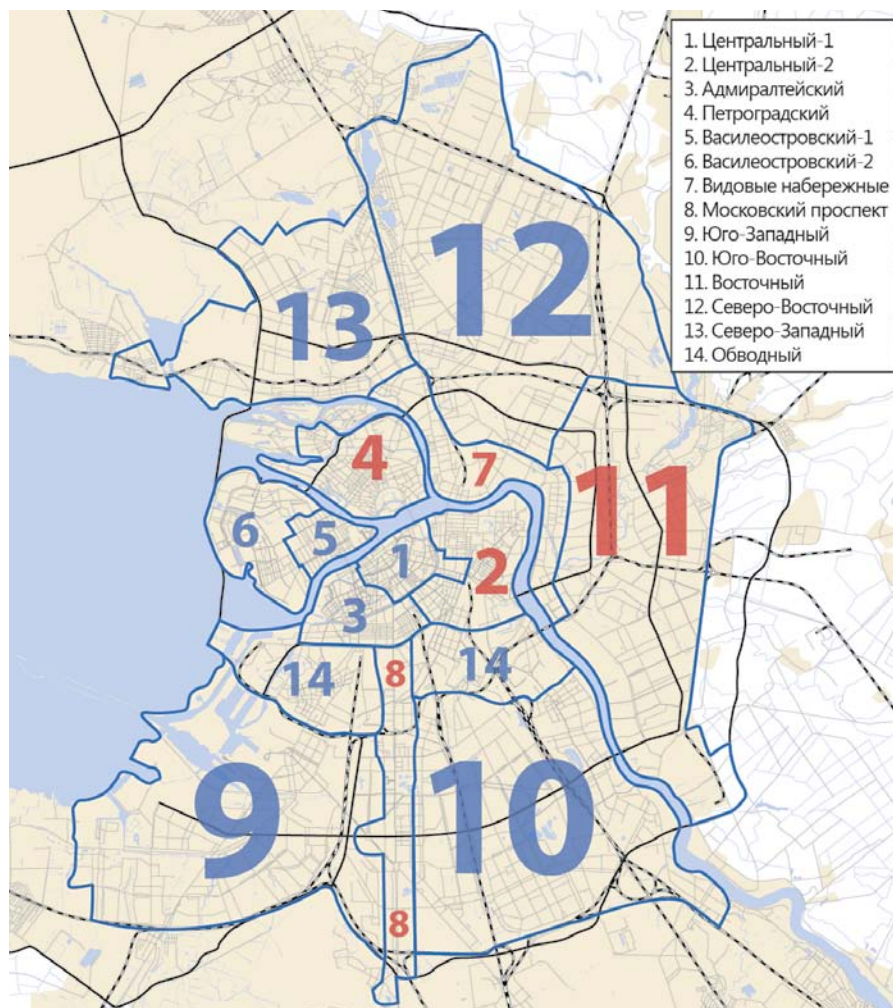 1. Центральный-1
2. Центральный-2
3. Адмиралтейский
4. Петроградский
5. Василеостровский-1
6. Василеостровский-2
7. Видовые набережные
8. Московский проспект
9. Юго-Западный
10. Юго-Восточный
11. Восточный
12. Северо-Восточный
13. Северо-Западный
14. Обводный
12
13
4
7
11
6
5
1
2
3
14
8
14
9
10
8